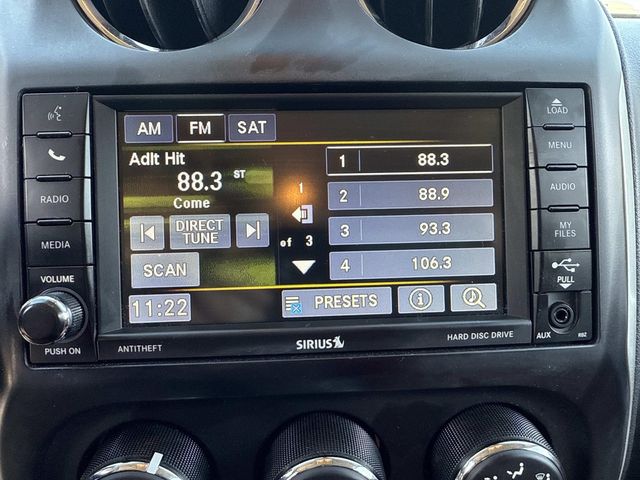 LOAD
AM FM SAT
MENU
Adlt Hit
88.3 ST
Come
1 88.3
RADIO
DIRECT
TUNE
1
of 3
2 88.9
AUDIO
MEDIA
3 93.3
MY
FILES
SCAN
4 106.3
VOLUME
PULL
11:22
PRESETS
i
PUSH ON
ANTITHEFT
SIRIUS
HARD DISC DRIVE
AUX RBZ